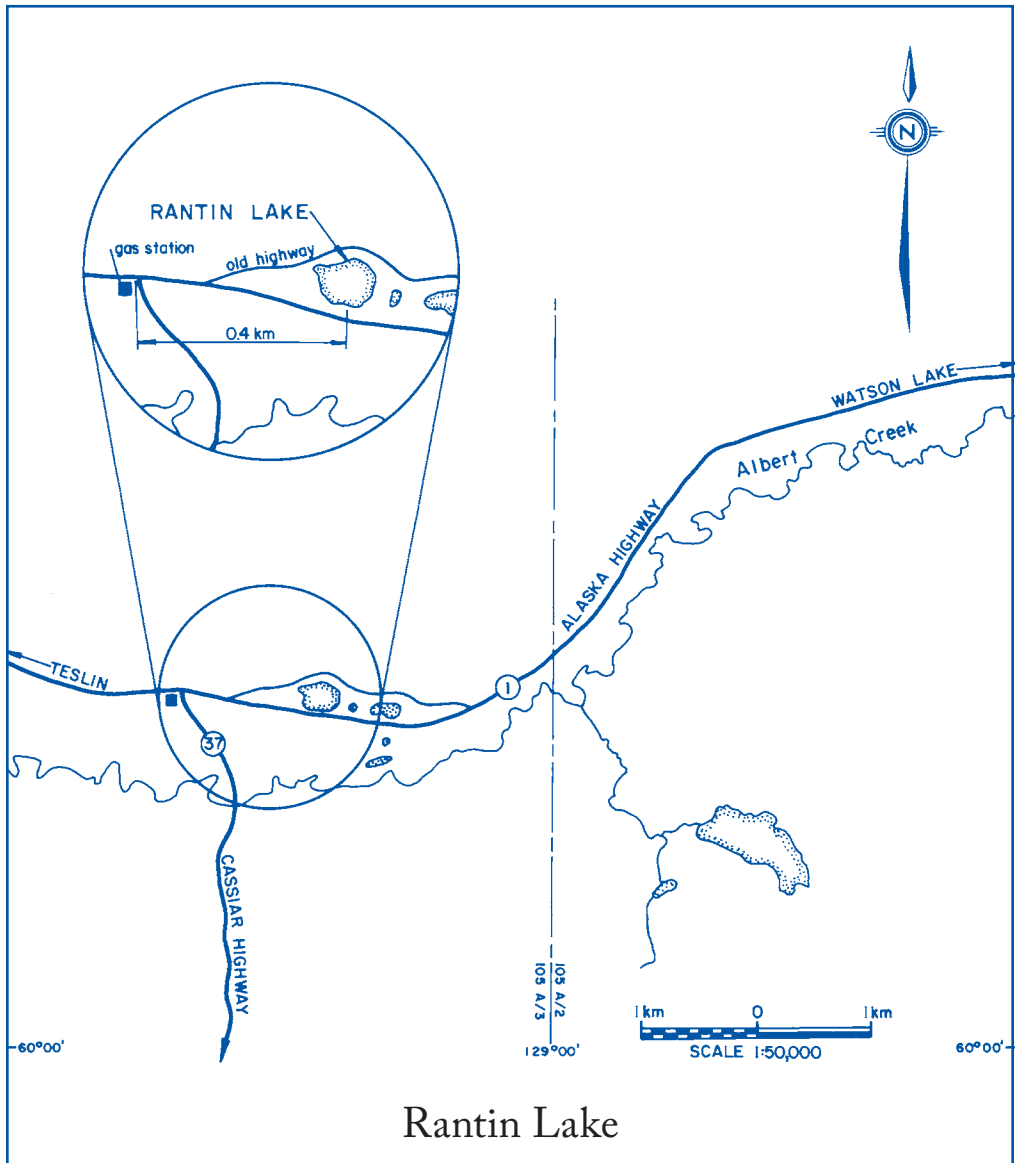 N
RANTIN LAKE
gas station
old highway
0.4 km
WATSON LAKE
Albert Creek
ALASKA HIGHWAY
TESLIN
1
37
CASSIAR HIGHWAY
105 A/3
105 A/2
1 km 0 1 km
SCALE 1:50,000
60°00' 129°00' 60°00'
Rantin Lake